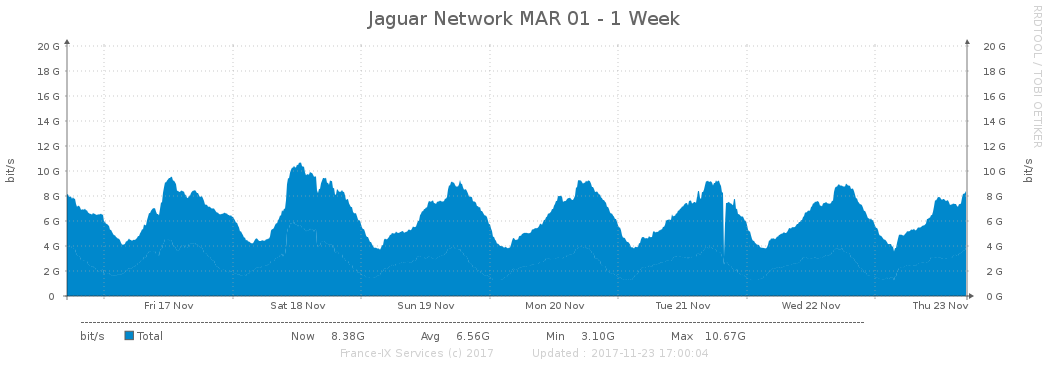 Jaguar Network MAR 01 - 1 Week
RRDTOOL / TOBI OETIKER
20 G 20 G
18 G 18 G
16 G 16 G
14 G 14 G
12 G 12 G
10 G 10 G
8 G 8 G
6 G 6 G
4 G 4 G
2 G 2 G
0 0 G
bit/s bit/s
Fri 17 Nov Sat 18 Nov Sun 19 Nov Mon 20 Nov Tue 21 Nov Wed 22 Nov Thu 23 Nov
bit/s Total Now 8.38G Avg 6.56G Min 3.10G Max 10.67G
France-IX Services (c) 2017 Updated : 2017-11-23 17:00:04